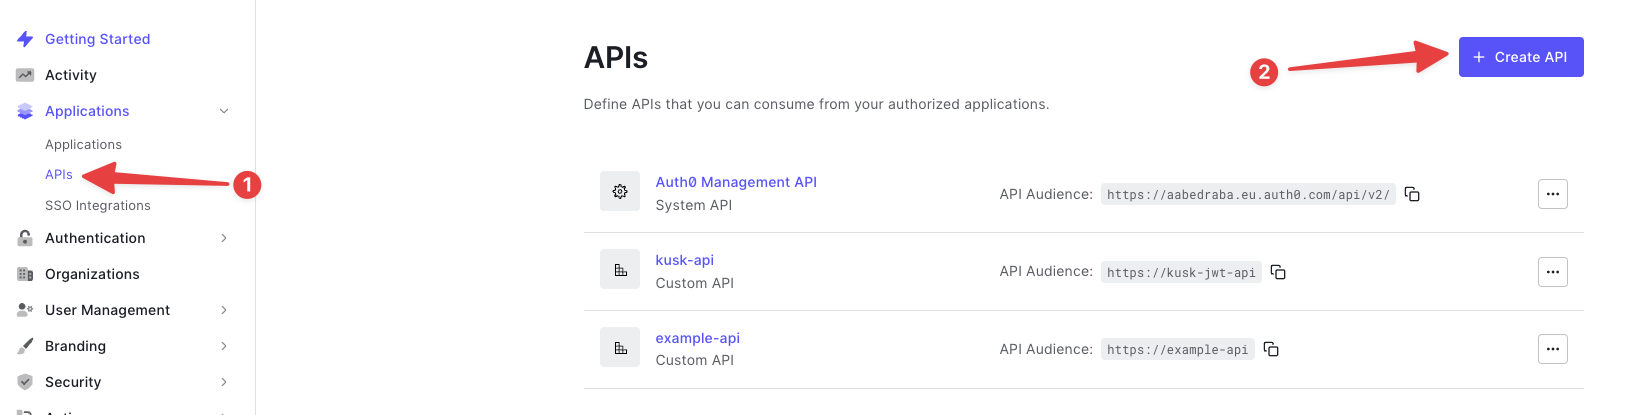 Getting Started
Activity
Applications
Applications
APIs
1
SSO Integrations
Authentication
Organizations
User Management
Branding
Security
APIs
2
+ Create API
Define APIs that you can consume from your authorized applications.
Auth0 Management API
System API
API Audience: https://aabedraba.eu.auth0.com/api/v2/
kusk-api
Custom API
API Audience: https://kusk-jwt-api
example-api
Custom API
API Audience: https://example-api